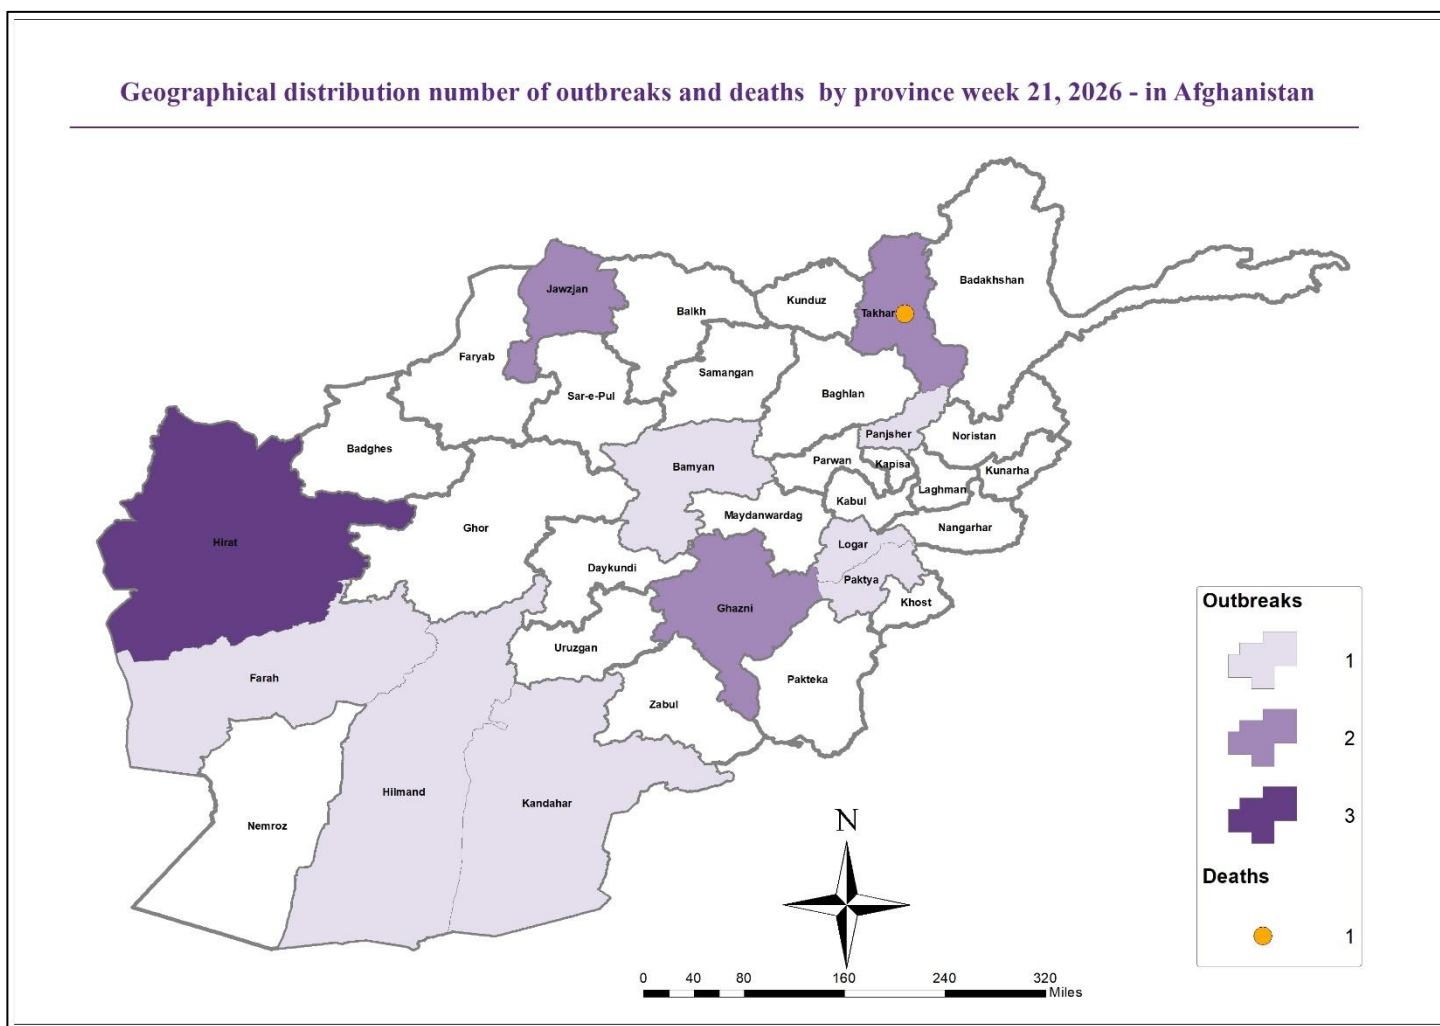 Geographical distribution number of outbreaks and deaths by province week 21, 2026 - in Afghanistan
Badakhshan
Jawzjan
Kunduz
Balkh
Takhar
Faryab
Samangan
Sar-e-Pul
Baghlan
Panjsher
Noristan
Badghes
Bamyan
Parwan
Kapisa
Kunarha
Laghman
Kabul
Maydanwardag
Ghor
Nangarhar
Hirat
Logar
Daykundi
Paktya
Ghazni
Khost
Uruzgan
Farah
Pakteka
Zabul
Hilmand
Kandahar
Nemroz
Outbreaks
1
2
3
Deaths
1
N
0 40 80 160 240 320
Miles